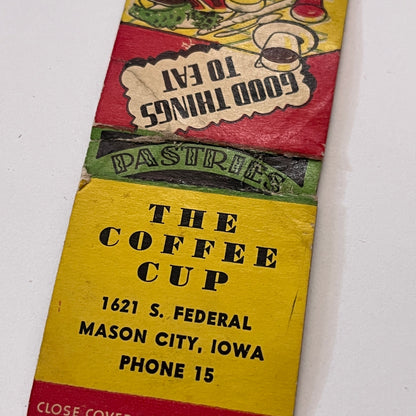 GOOD THINGS
TO EAT
PASTRIES
THE
COFFEE
CUP
1621 S. FEDERAL
MASON CITY, IOWA
PHONE 15
CLOSE COVER